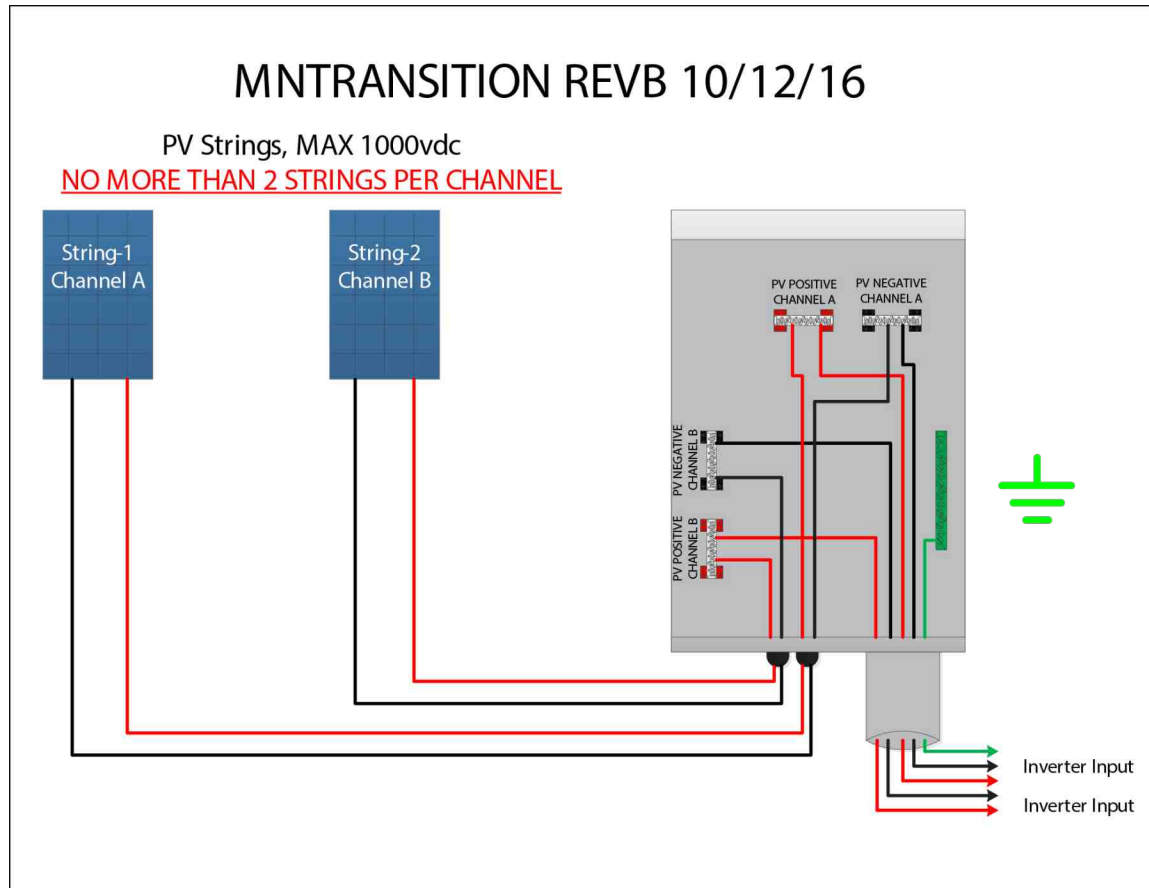 MNTRANSITION REVB 10/12/16
PV Strings, MAX 1000vdc
NO MORE THAN 2 STRINGS PER CHANNEL
String-1
Channel A
String-2
Channel B
PV POSITIVE
CHANNEL A
PV NEGATIVE
CHANNEL A
PV NEGATIVE
CHANNEL B
PV POSITIVE
CHANNEL B
Inverter Input
Inverter Input